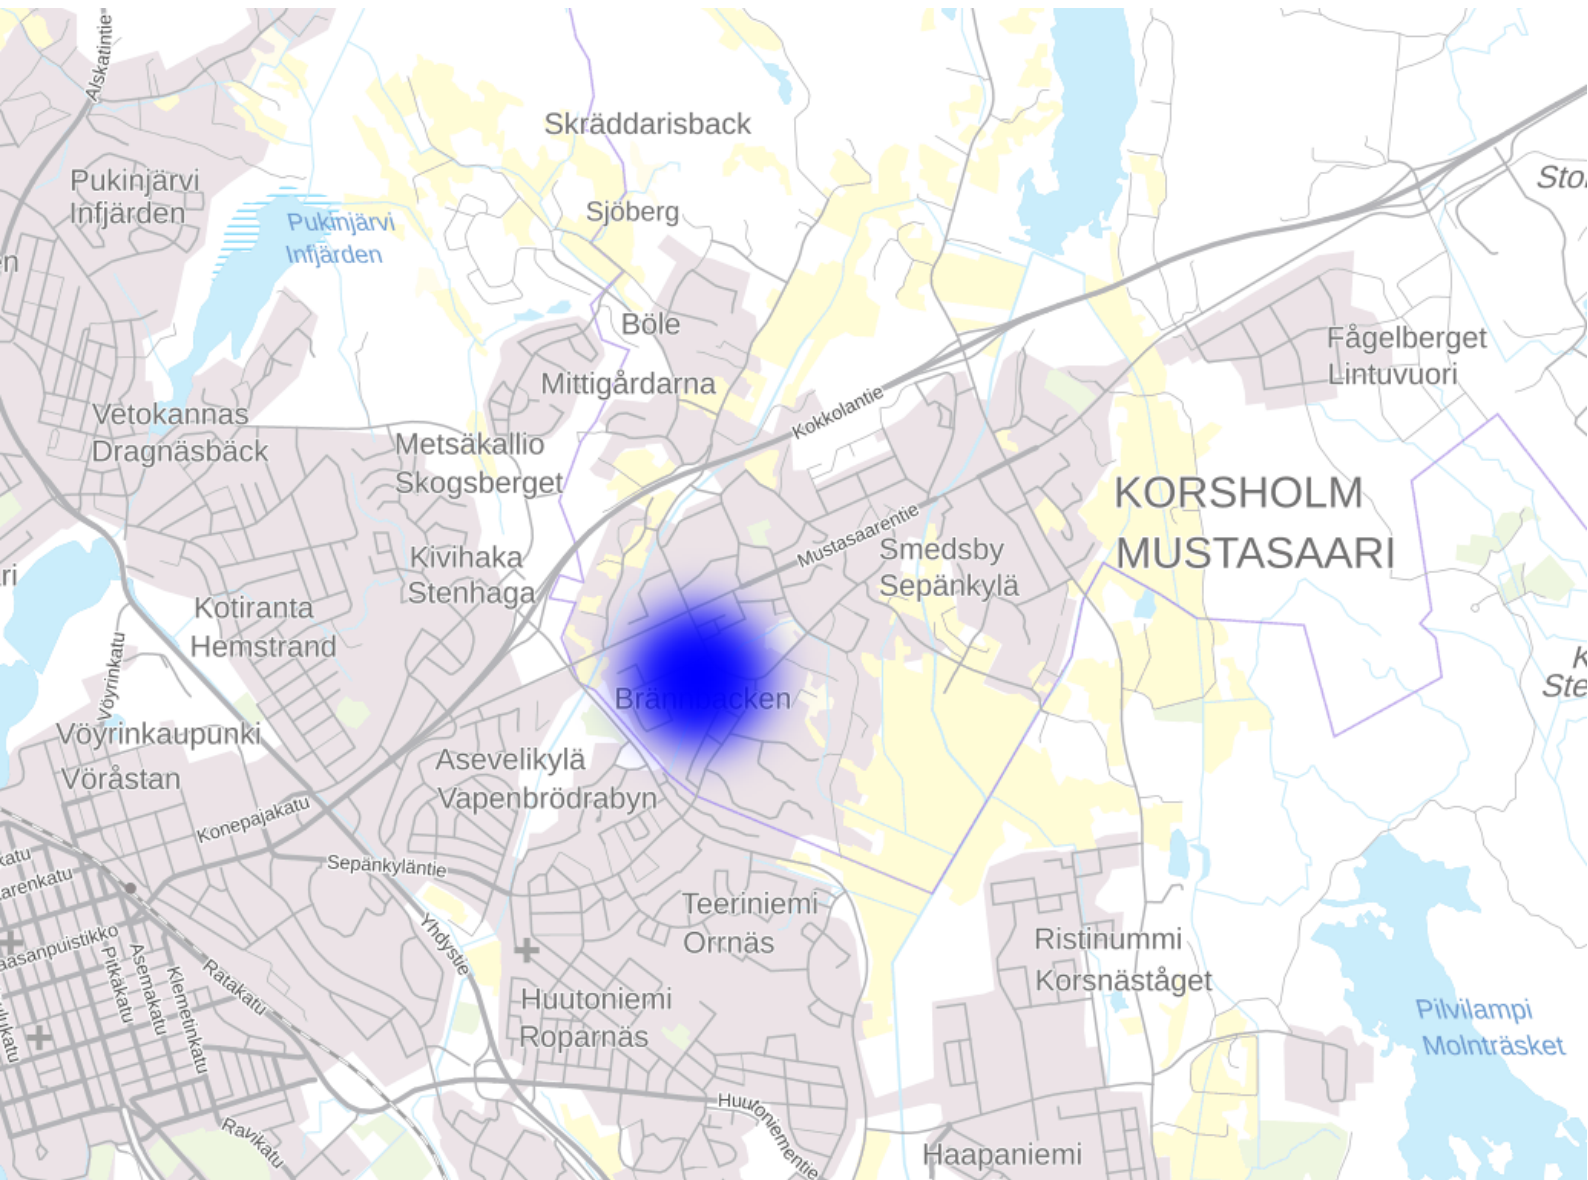 Alskatintie
Skräddarisback
Pukinjärvi
Infjärden
Pukinjärvi
Infjärden
Sjöberg
Böle
Mittigårdarna
Fågelberget
Lintuvuori
Kokkolantie
Vetokannas
Dragnäsbäck
Metsäkallio
Skogsberget
KORSHOLM
MUSTASAARI
Mustasaarentie
Smedsby
Sepänkylä
Kivihaka
Stenhaga
Kotiranta
Hemstrand
Vöyrinkatu
Brännbacken
Vöyrinkaupunki
Vöråstan
Asevelikylä
Vapenbrödrabyn
Konepajakatu
Sepänkyläntie
Teeriniemi
Orrnäs
Yhdystie
Ristinummi
Korsnäståget
Pitkäkatu
Asemakatu
Klemetinkatu
Ratakatu
Huutoniemi
Roparnäs
Pilvilampi
Molnträsket
Huutoniementie
Ravikatu
Haapaniemi